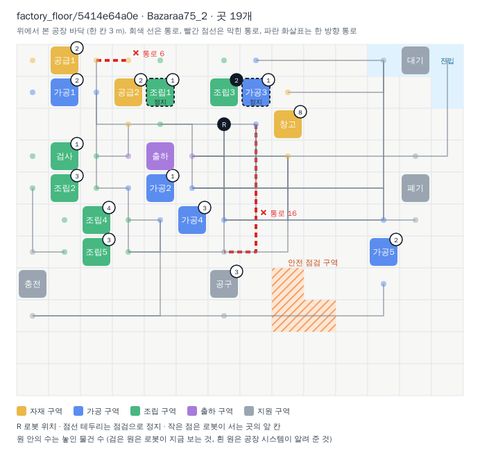 factory_floor/5414e64a0e · Bazaraa75_2 · 곳 19개
위에서 본 공장 바닥 (한 칸 3 m). 회색 선은 통로, 빨간 점선은 막힌 통로, 파란 화살표는 한 방향 통로
공급1 2
✖ 통로 6
대기
진입
가공1 2
공급2 2
조립1 1
정지
조립3 2
가공3 1
정지
창고 8
R
검사 1
출하
조립2 3
가공2 1
폐기
조립4 4
가공4 3
✖ 통로 16
조립5 3
가공5 2
안전 점검 구역
충전
공구 3
자재 구역
가공 구역
조립 구역
출하 구역
지원 구역
R 로봇 위치 · 점선 테두리는 점검으로 정지 · 작은 점은 로봇이 서는 곳의 앞 칸
원 안의 수는 놓인 물건 수 (검은 원은 로봇이 지금 보는 것, 흰 원은 공장 시스템이 알려 준 것)